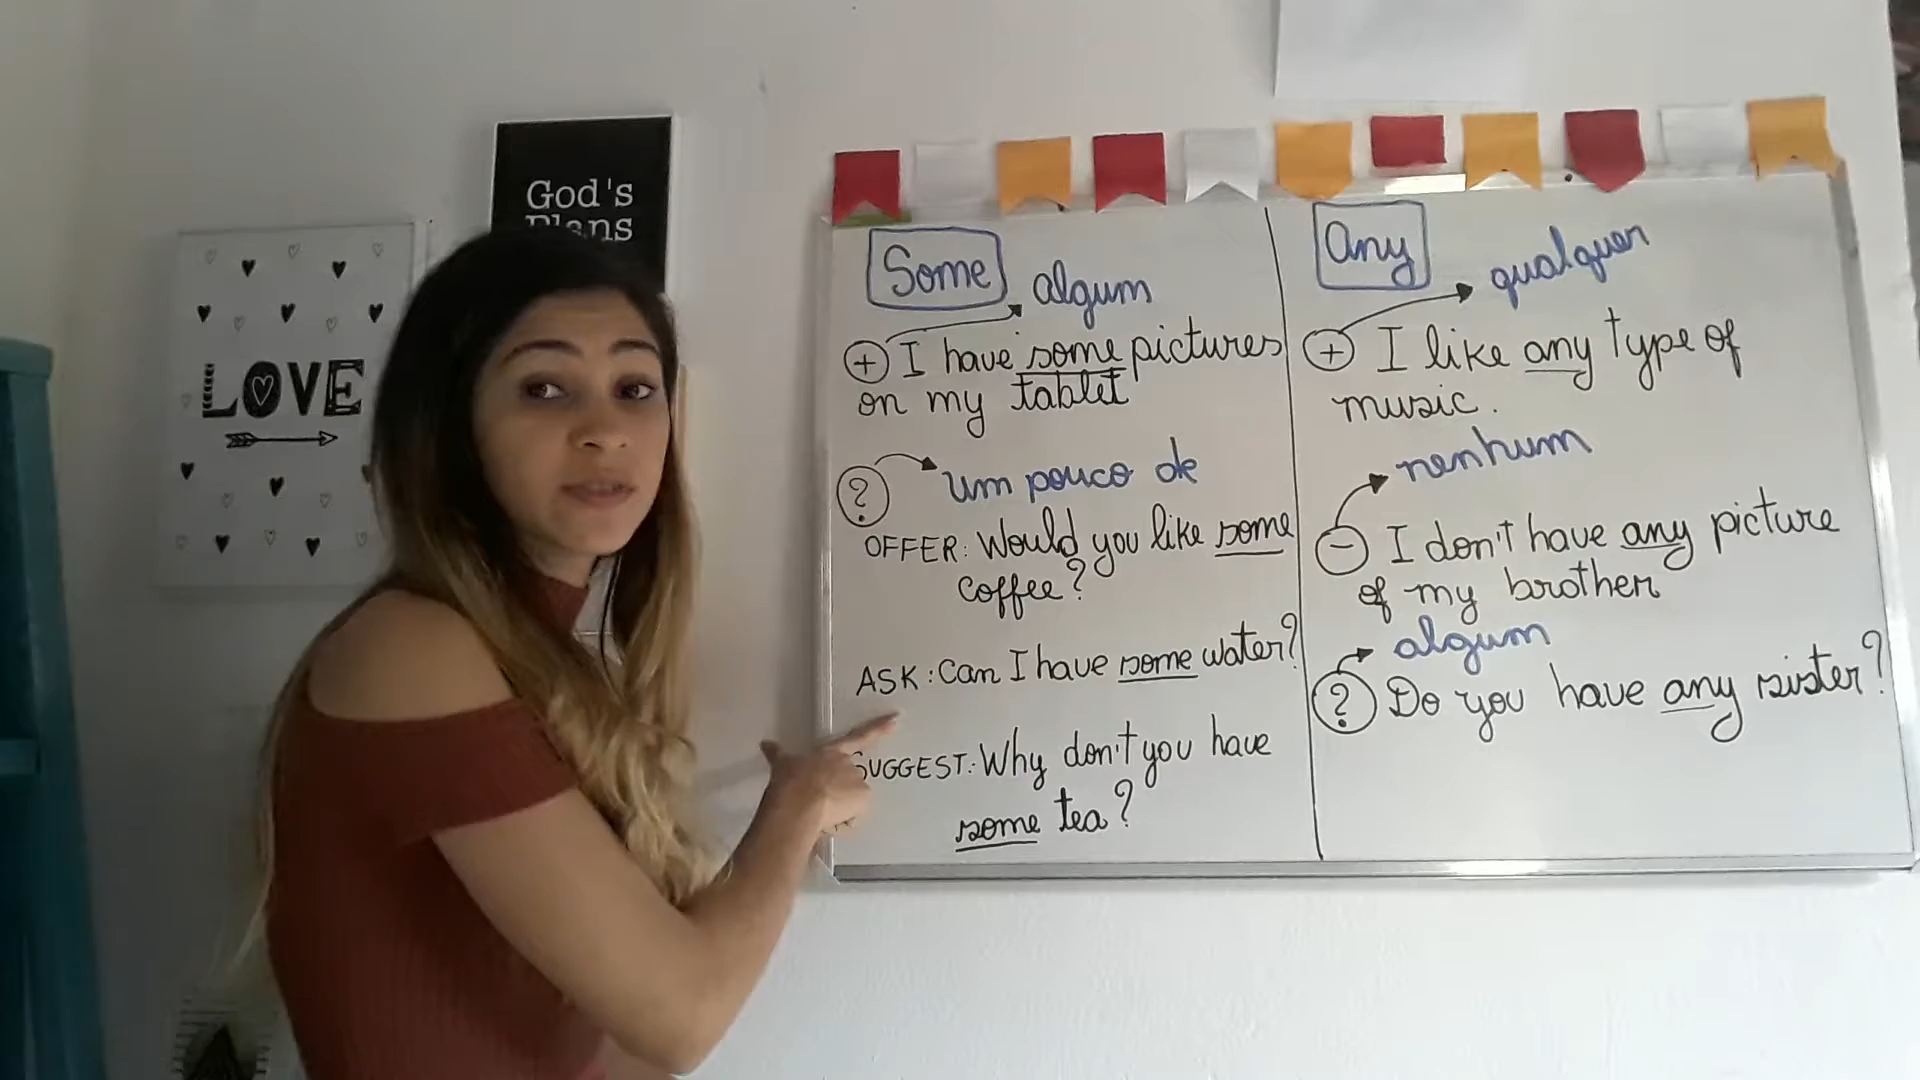 God's
Plans
LOVE
Some
algum
+ I have some pictures
on my tablet
? um pouco de
OFFER: Would you like some
coffee?
ASK: Can I have some water?
SUGGEST: Why don't you have
some tea?
Any
qualquer
+ I like any type of
music.
nenhum
- I don't have any picture
of my brother
algum
? Do you have any sister?